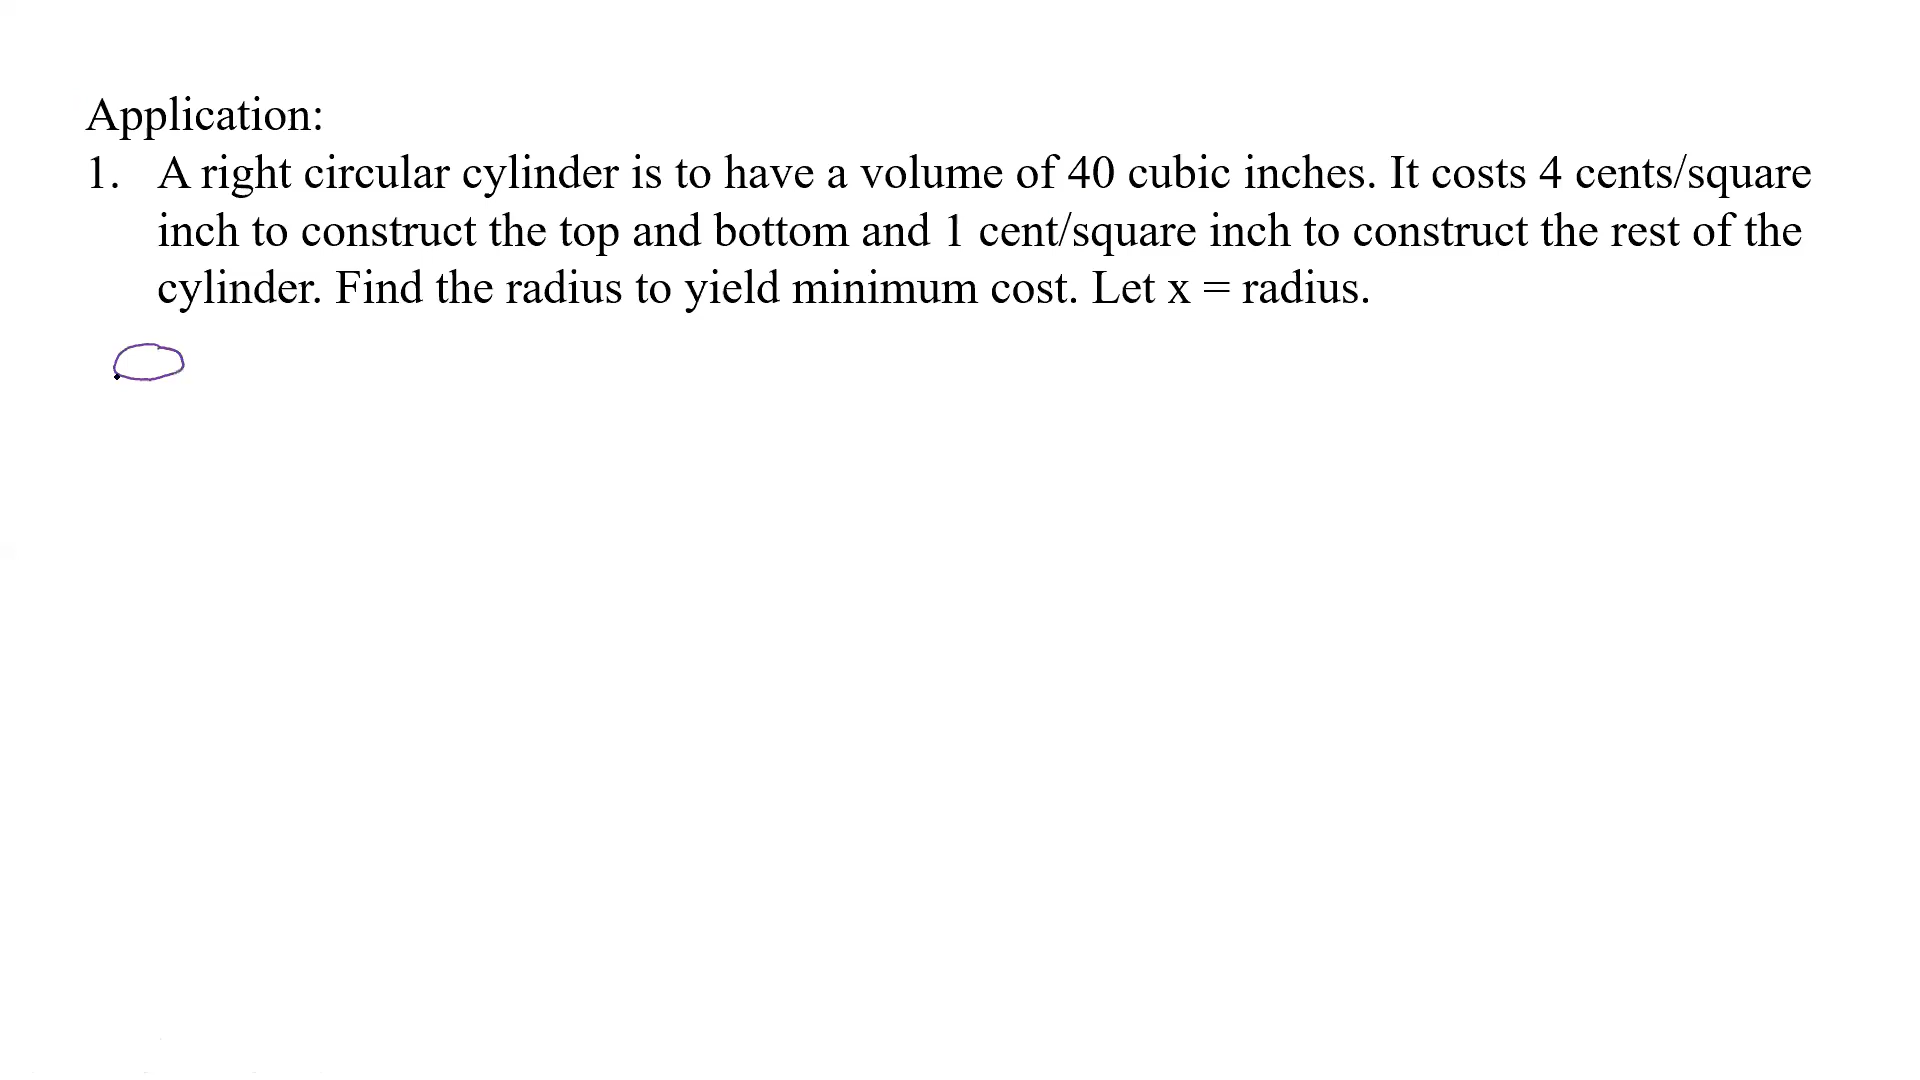 Application:
1. A right circular cylinder is to have a volume of 40 cubic inches. It costs 4 cents/square
inch to construct the top and bottom and 1 cent/square inch to construct the rest of the
cylinder. Find the radius to yield minimum cost. Let x = radius.